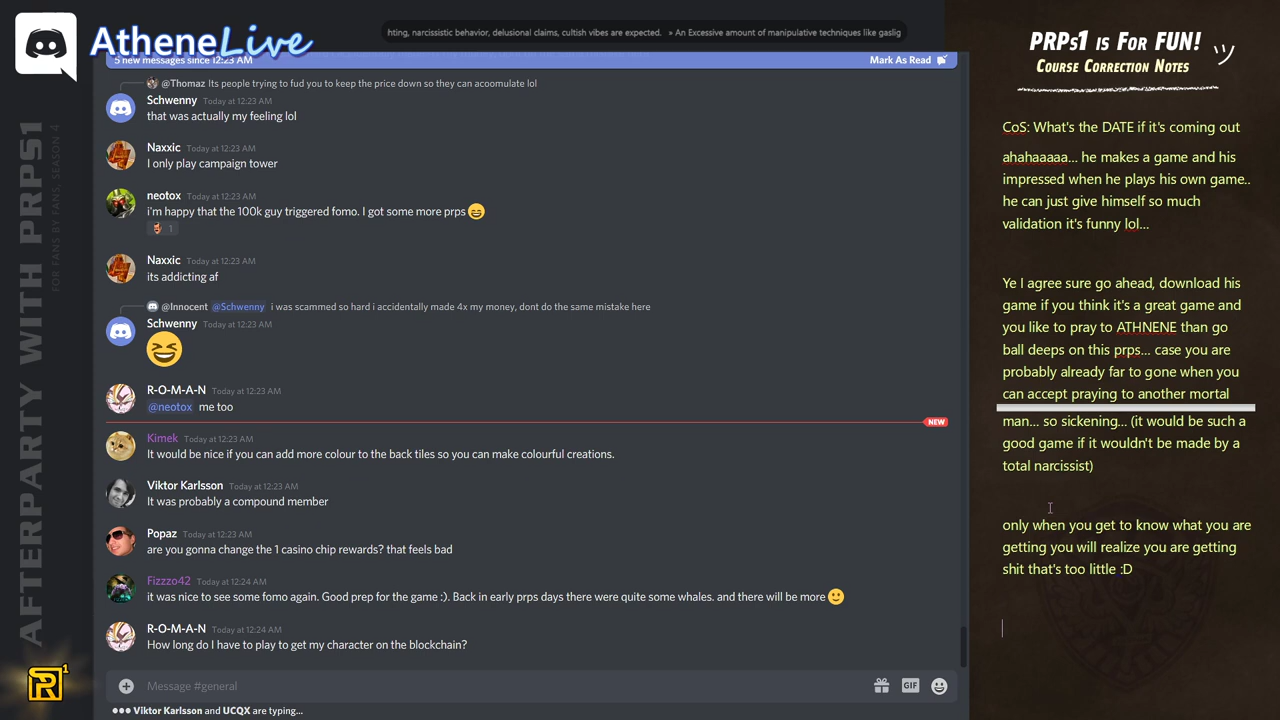 AtheneLive
hting, narcissistic behavior, delusional claims, cultish vibes are expected.   » An Excessive amount of manipulative techniques like gaslig
5 new messages since 12:23 AM
Mark As Read
@Thomaz Its people trying to fud you to keep the price down so they can accomulate lol
Schwenny Today at 12:23 AM
that was actually my feeling lol
Naxxic Today at 12:23 AM
I only play campaign tower
neotox Today at 12:23 AM
i'm happy that the 100k guy triggered fomo. I got some more prps 😄
1
Naxxic Today at 12:23 AM
its addicting af
@Innocent @Schwenny i was scammed so hard i accidentally made 4x my money, dont do the same mistake here
Schwenny Today at 12:23 AM
😆
R-O-M-A-N Today at 12:23 AM
@neotox me too
NEW
Kimek Today at 12:23 AM
It would be nice if you can add more colour to the back tiles so you can make colourful creations.
Viktor Karlsson Today at 12:23 AM
It was probably a compound member
Popaz Today at 12:23 AM
are you gonna change the 1 casino chip rewards? that feels bad
Fizzzo42 Today at 12:24 AM
it was nice to see some fomo again. Good prep for the game :). Back in early prps days there were quite some whales. and there will be more 🙂
R-O-M-A-N Today at 12:24 AM
How long do I have to play to get my character on the blockchain?
Message #general
GIF
Viktor Karlsson and UCQX are typing...
AFTERPARTY WITH PRPS1
FOR FANS BY FANS, SEASON 4
R1
PRPs1 is For FUN!
Course Correction Notes
ツ
CoS: What's the DATE if it's coming out
ahahaaaaa... he makes a game and his
impressed when he plays his own game..
he can just give himself so much
validation it's funny lol...
Ye I agree sure go ahead, download his
game if you think it's a great game and
you like to pray to ATHNENE than go
ball deeps on this prps... case you are
probably already far to gone when you
can accept praying to another mortal
man... so sickening... (it would be such a
good game if it wouldn't be made by a
total narcissist)
only when you get to know what you are
getting you will realize you are getting
shit that's too little :D